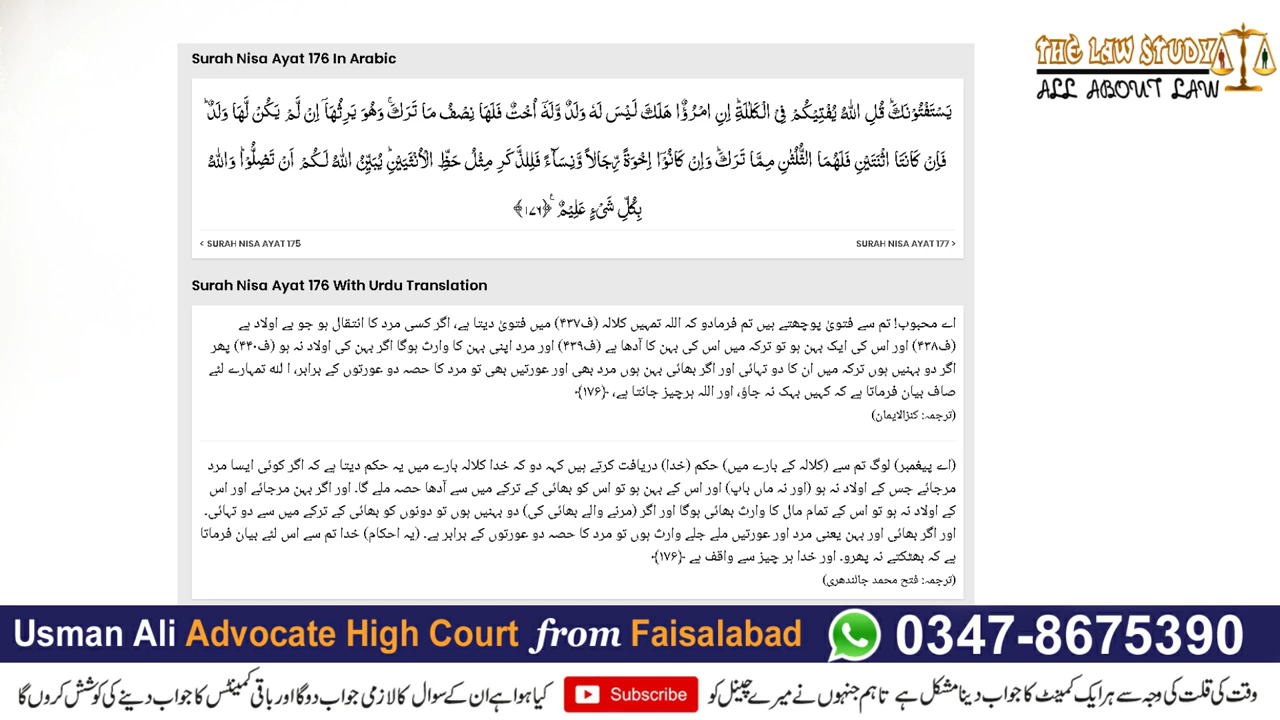 THE LAW STUDY
ALL ABOUT LAW
Surah Nisa Ayat 176 In Arabic
یَسْتَفْتُوْنَكَؕ قُلِ اللّٰهُ یُفْتِیْكُمْ فِی الْكَلٰلَةِؕ اِنِ امْرُؤٌا هَلَكَ لَیْسَ لَهٗ وَلَدٌ وَّلَهٗۤ اُخْتٌ فَلَهَا نِصْفُ مَا تَرَكَۚ وَهُوَ یَرِثُهَاۤ اِنْ لَّمْ یَكُنْ لَّهَا وَلَدٌؕ
فَاِنْ كَانَتَا اثْنَتَیْنِ فَلَهُمَا الثُّلُثٰنِ مِمَّا تَرَكَؕ وَاِنْ كَانُوْۤا اِخْوَةً رِّجَالًا وَّنِسَآءً فَلِلذَّكَرِ مِثْلُ حَظِّ الْاُنْثَیَیْنِؕ یُبَیِّنُ اللّٰهُ لَكُمْ اَنْ تَضِلُّوْاؕ وَاللّٰهُ
بِكُلِّ شَیْءٍ عَلِیْمٌ۠ ﴿۱۷۶﴾
< SURAH NISA AYAT 175
SURAH NISA AYAT 177 >
Surah Nisa Ayat 176 With Urdu Translation
اے محبوب! تم سے فتویٰ پوچھتے ہیں تم فرمادو کہ اللہ تمہیں کلالہ (ف۴۳۷) میں فتویٰ دیتا ہے، اگر کسی مرد کا انتقال ہو جو بے اولاد ہے
(ف۴۳۸) اور اس کی ایک بہن ہو تو ترکہ میں اس کی بہن کا آدھا ہے (ف۴۳۹) اور مرد اپنی بہن کا وارث ہوگا اگر بہن کی اولاد نہ ہو (ف۴۴۰) پھر
اگر دو بہنیں ہوں ترکہ میں ان کا دو تہائی اور اگر بھائی بہن ہوں مرد بھی اور عورتیں بھی تو مرد کا حصہ دو عورتوں کے برابر، ا للہ تمہارے لئے
صاف بیان فرماتا ہے کہ کہیں بہک نہ جاؤ، اور اللہ ہرچیز جانتا ہے، ﴿۱۷۶﴾
(ترجمہ: کنزالایمان)
(اے پیغمبر) لوگ تم سے (کلالہ کے بارے میں) حکم (خدا) دریافت کرتے ہیں کہہ دو کہ خدا کلالہ بارے میں یہ حکم دیتا ہے کہ اگر کوئی ایسا مرد
مرجائے جس کے اولاد نہ ہو (اور نہ ماں باپ) اور اس کے بہن ہو تو اس کو بھائی کے ترکے میں سے آدھا حصہ ملے گا۔ اور اگر بہن مرجائے اور اس
کے اولاد نہ ہو تو اس کے تمام مال کا وارث بھائی ہوگا اور اگر (مرنے والے بھائی کی) دو بہنیں ہوں تو دونوں کو بھائی کے ترکے میں سے دو تہائی۔
اور اگر بھائی اور بہن یعنی مرد اور عورتیں ملے جلے وارث ہوں تو مرد کا حصہ دو عورتوں کے برابر ہے۔ (یہ احکام) خدا تم سے اس لئے بیان فرماتا
ہے کہ بھٹکتے نہ پھرو۔ اور خدا ہر چیز سے واقف ہے ﴿۱۷۶﴾
(ترجمہ: فتح محمد جالندھری)
Usman Ali Advocate High Court from Faisalabad 0347-8675390
وقت کی قلت کی وجہ سے ہر ایک کمینٹ کا جواب دینا مشکل ہے تاہم جنہوں نے میرے چینل کو Subscribe کیا ہوا ہے ان کے سوال کا لازمی جواب دوگا اور باقی کمینٹس کا جواب دینے کی کوشش کروں گا